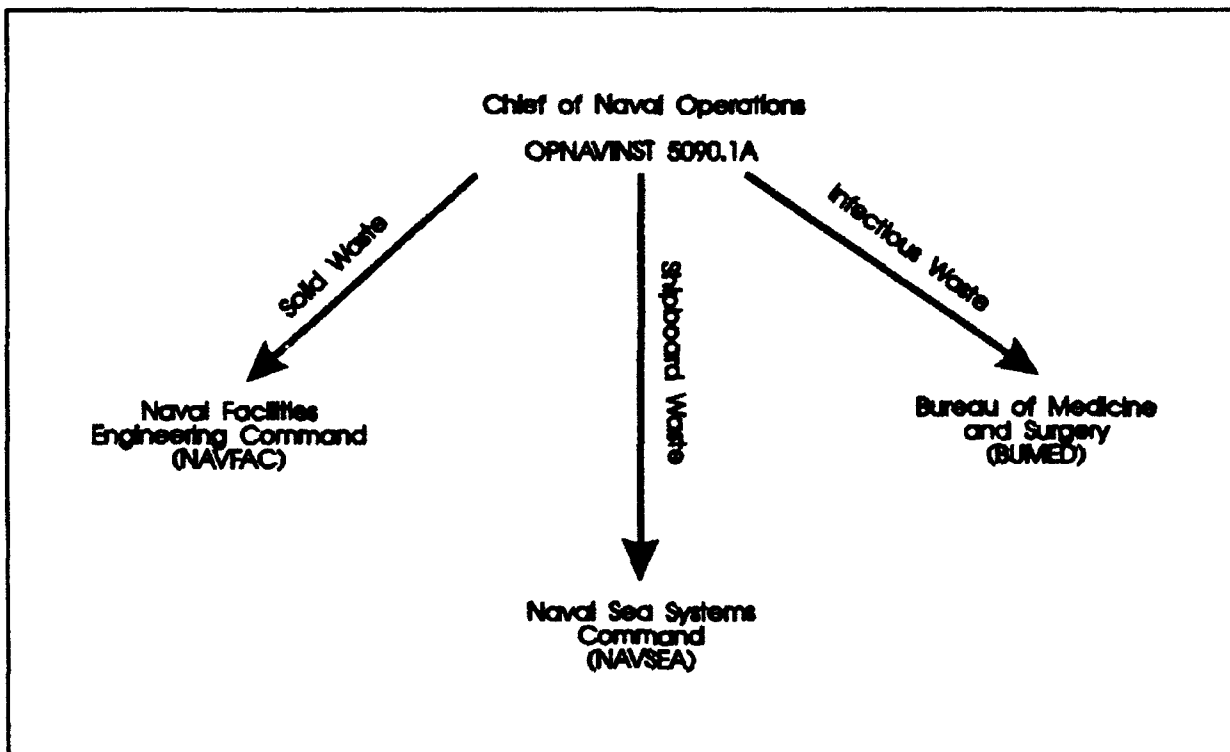 Chief of Naval Operations
OPNAVINST 5090.1A
Solid Waste
Shipboard Waste
Infectious Waste
Naval Facilities
Engineering Command
(NAVFAC)
Bureau of Medicine
and Surgery
(BUMED)
Naval Sea Systems
Command
(NAVSEA)